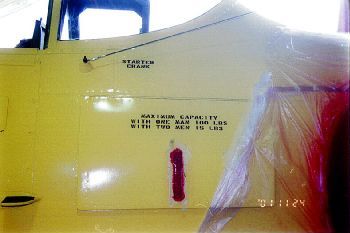 STARTER
CRANK
MAXIMUM CAPACITY
WITH ONE MAN 100 LBS
WITH TWO MEN 15 LBS
'01 11 24